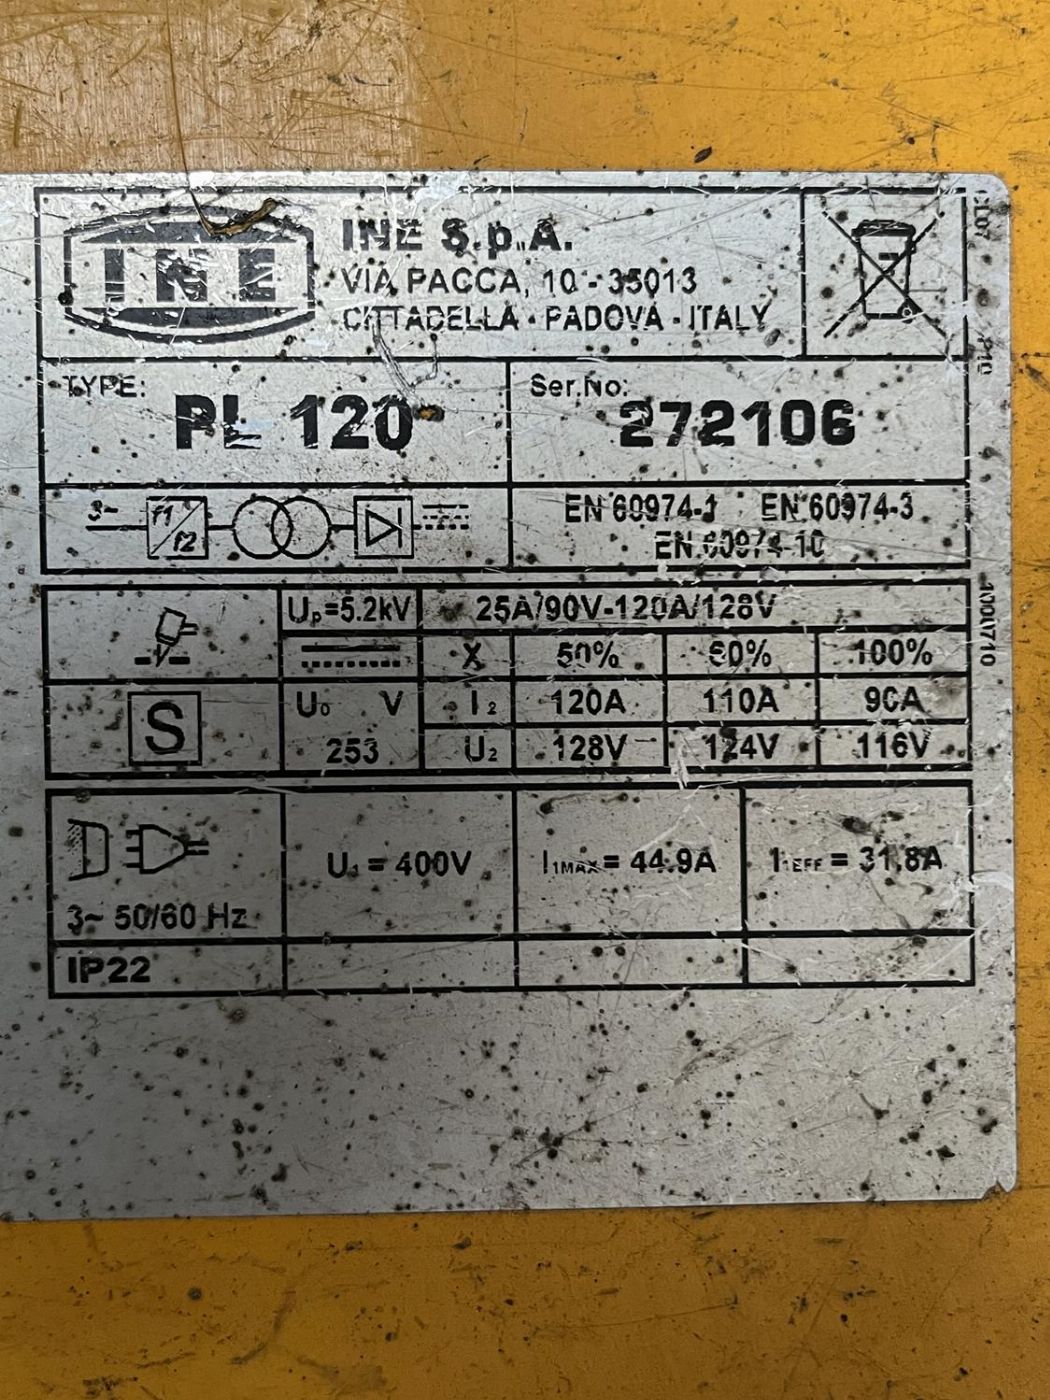 INE
INE S.p.A.
VIA PACCA, 10 - 35013
CITTADELLA - PADOVA - ITALY
TYPE:
PL 120
Ser.No:
272106
3~ f1/f2
EN 60974-1 EN 60974-3
EN 60974-10
Up=5.2kV 25A/90V-120A/128V
X 50% 60% 100%
S
U0 V I2 120A 110A 90A
253 U2 128V 124V 116V
U1 = 400V I1MAX = 44.9A I1EFF = 31.8A
3~ 50/60 Hz
IP22